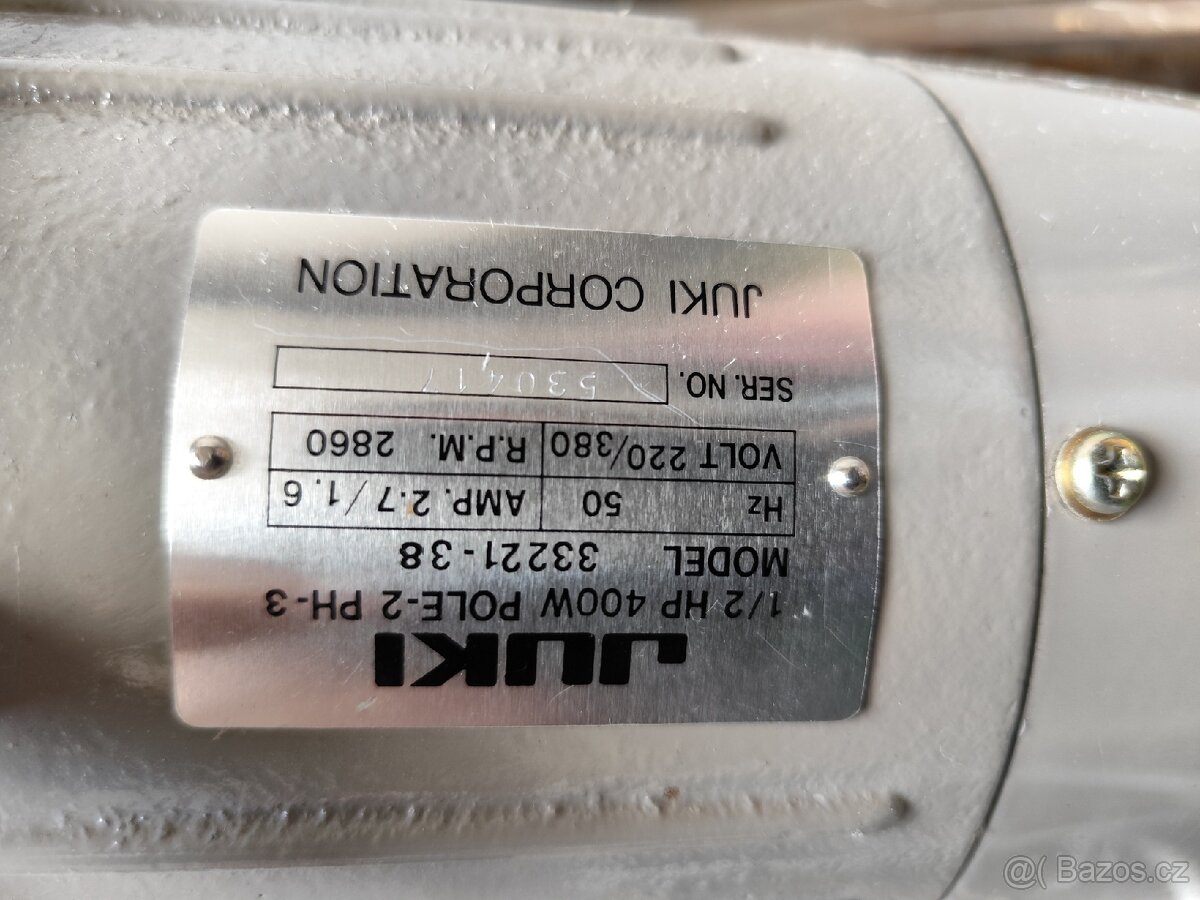 JUKI
1/2 HP 400W POLE-2 PH-3
MODEL 33221-38
Hz 50 AMP. 2.7/1.6
VOLT 220/380 R.P.M. 2860
SER. NO. 530417
JUKI CORPORATION
@( Bazos.cz